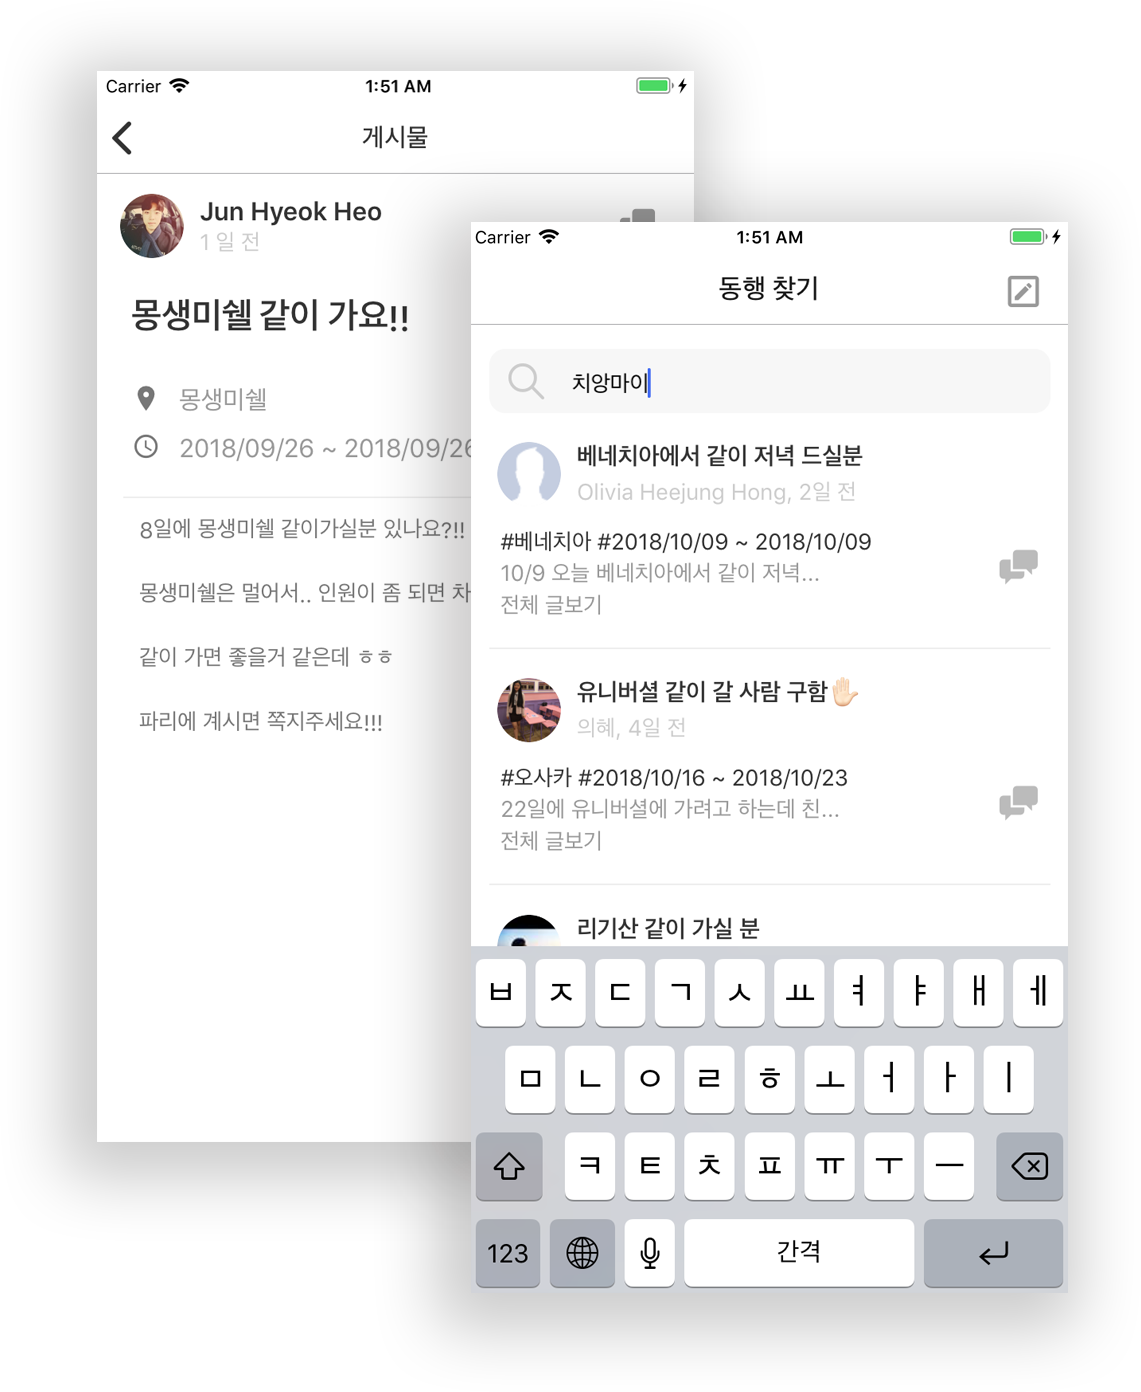 Carrier 1:51 AM
게시물
Jun Hyeok Heo
1 일 전
몽생미쉘 같이 가요!!
몽생미쉘
2018/09/26 ~ 2018/09/26
8일에 몽생미쉘 같이가실분 있나요?!!
몽생미쉘은 멀어서.. 인원이 좀 되면 차
같이 가면 좋을거 같은데 ㅎㅎ
파리에 계시면 쪽지주세요!!!
Carrier 1:51 AM
동행 찾기
치앙마이
베네치아에서 같이 저녁 드실분
Olivia Heejung Hong, 2일 전
#베네치아 #2018/10/09 ~ 2018/10/09
10/9 오늘 베네치아에서 같이 저녁...
전체 글보기
유니버셜 같이 갈 사람 구함✋🏻
의혜, 4일 전
#오사카 #2018/10/16 ~ 2018/10/23
22일에 유니버셜에 가려고 하는데 친...
전체 글보기
리기산 같이 가실 분
ㅂ ㅈ ㄷ ㄱ ㅅ ㅛ ㅕ ㅑ ㅐ ㅔ
ㅁ ㄴ ㅇ ㄹ ㅎ ㅗ ㅓ ㅏ ㅣ
ㅋ ㅌ ㅊ ㅍ ㅠ ㅜ ㅡ
123 간격